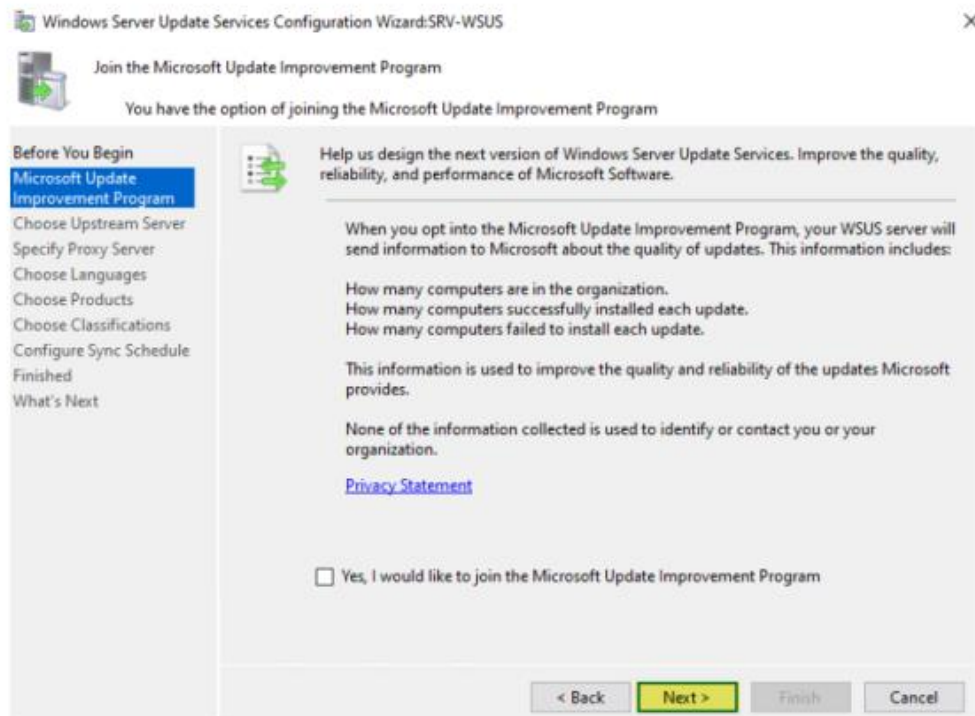 Windows Server Update Services Configuration Wizard:SRV-WSUS
Join the Microsoft Update Improvement Program
You have the option of joining the Microsoft Update Improvement Program
Before You Begin
Microsoft Update
Improvement Program
Choose Upstream Server
Specify Proxy Server
Choose Languages
Choose Products
Choose Classifications
Configure Sync Schedule
Finished
What's Next
Help us design the next version of Windows Server Update Services. Improve the quality,
reliability, and performance of Microsoft Software.
When you opt into the Microsoft Update Improvement Program, your WSUS server will
send information to Microsoft about the quality of updates. This information includes:
How many computers are in the organization.
How many computers successfully installed each update.
How many computers failed to install each update.
This information is used to improve the quality and reliability of the updates Microsoft
provides.
None of the information collected is used to identify or contact you or your
organization.
Privacy Statement
Yes, I would like to join the Microsoft Update Improvement Program
< Back
Next >
Finish
Cancel